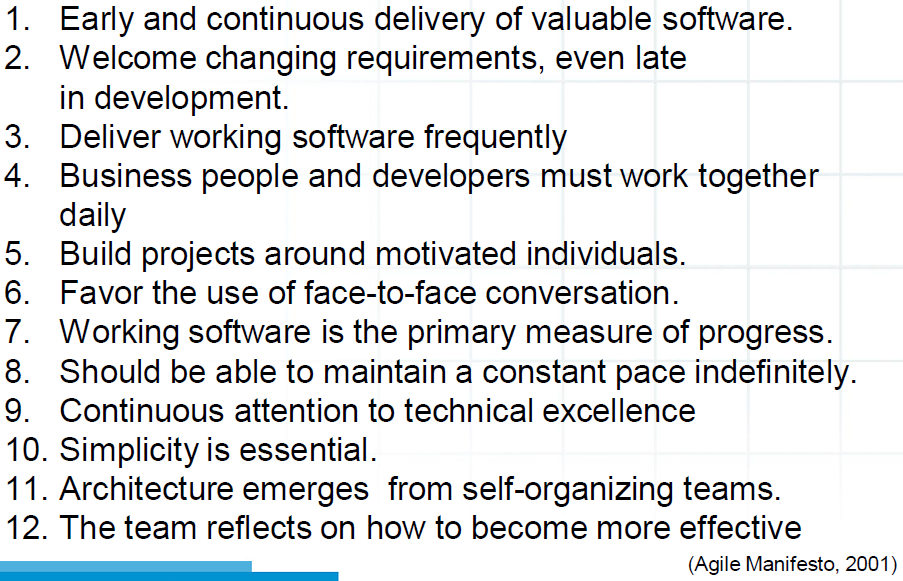 1. Early and continuous delivery of valuable software.
2. Welcome changing requirements, even late
in development.
3. Deliver working software frequently
4. Business people and developers must work together
daily
5. Build projects around motivated individuals.
6. Favor the use of face-to-face conversation.
7. Working software is the primary measure of progress.
8. Should be able to maintain a constant pace indefinitely.
9. Continuous attention to technical excellence
10. Simplicity is essential.
11. Architecture emerges  from self-organizing teams.
12. The team reflects on how to become more effective
(Agile Manifesto, 2001)